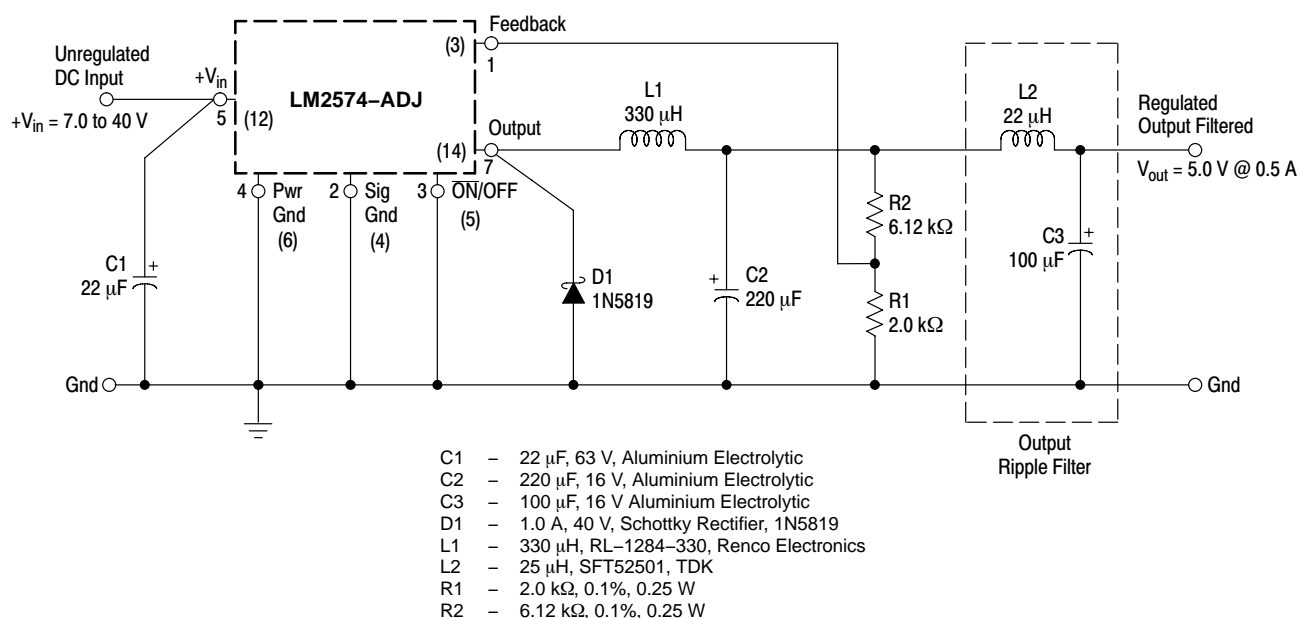 Feedback
(3)
1
Unregulated
DC Input
+Vin
LM2574–ADJ
L1
330 μH
L2
22 μH
Regulated
Output Filtered
+Vin = 7.0 to 40 V
5
(12)
Output
(14)
7
Vout = 5.0 V @ 0.5 A
4
Pwr
Gnd
(6)
2
Sig
Gnd
(4)
3
ON/OFF
(5)
R2
6.12 kΩ
C1
22 μF
+
D1
1N5819
+
C2
220 μF
R1
2.0 kΩ
C3
100 μF
+
Gnd
Gnd
Output
Ripple Filter
C1 – 22 μF, 63 V, Aluminium Electrolytic
C2 – 220 μF, 16 V, Aluminium Electrolytic
C3 – 100 μF, 16 V Aluminium Electrolytic
D1 – 1.0 A, 40 V, Schottky Rectifier, 1N5819
L1 – 330 μH, RL–1284–330, Renco Electronics
L2 – 25 μH, SFT52501, TDK
R1 – 2.0 kΩ, 0.1%, 0.25 W
R2 – 6.12 kΩ, 0.1%, 0.25 W